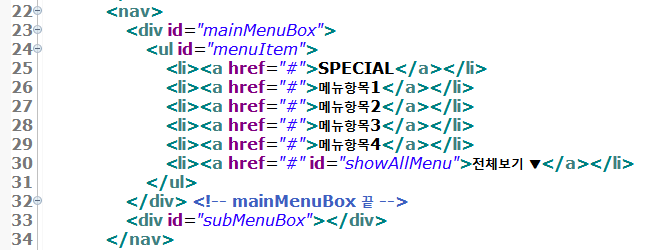 22 <nav>
23 <div id="mainMenuBox">
24 <ul id="menuItem">
25 <li><a href="#">SPECIAL</a></li>
26 <li><a href="#">메뉴항목1</a></li>
27 <li><a href="#">메뉴항목2</a></li>
28 <li><a href="#">메뉴항목3</a></li>
29 <li><a href="#">메뉴항목4</a></li>
30 <li><a href="#" id="showAllMenu">전체보기 ▼</a></li>
31 </ul>
32 </div> <!-- mainMenuBox 끝 -->
33 <div id="subMenuBox"></div>
34 </nav>